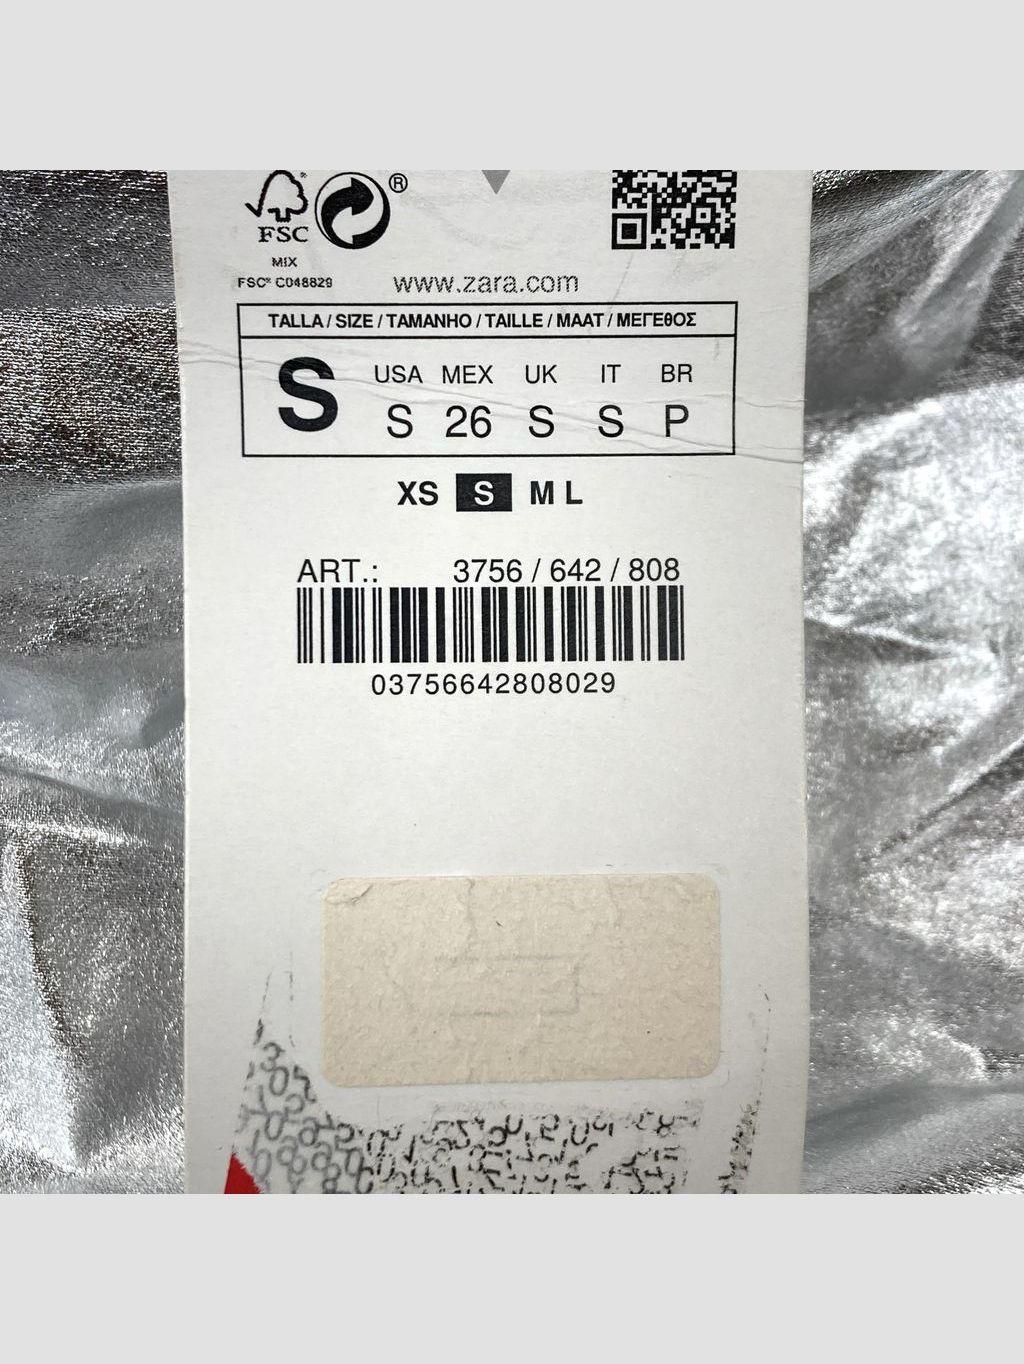 ®
FSC
MIX
FSC® C048829
www.zara.com
TALLA / SIZE / TAMANHO / TAILLE / MAAT / ΜΕΓΕΘΟΣ
S
USA MEX UK IT BR
S 26 S S P
XS S M L
ART.: 3756 / 642 / 808
03756642808029